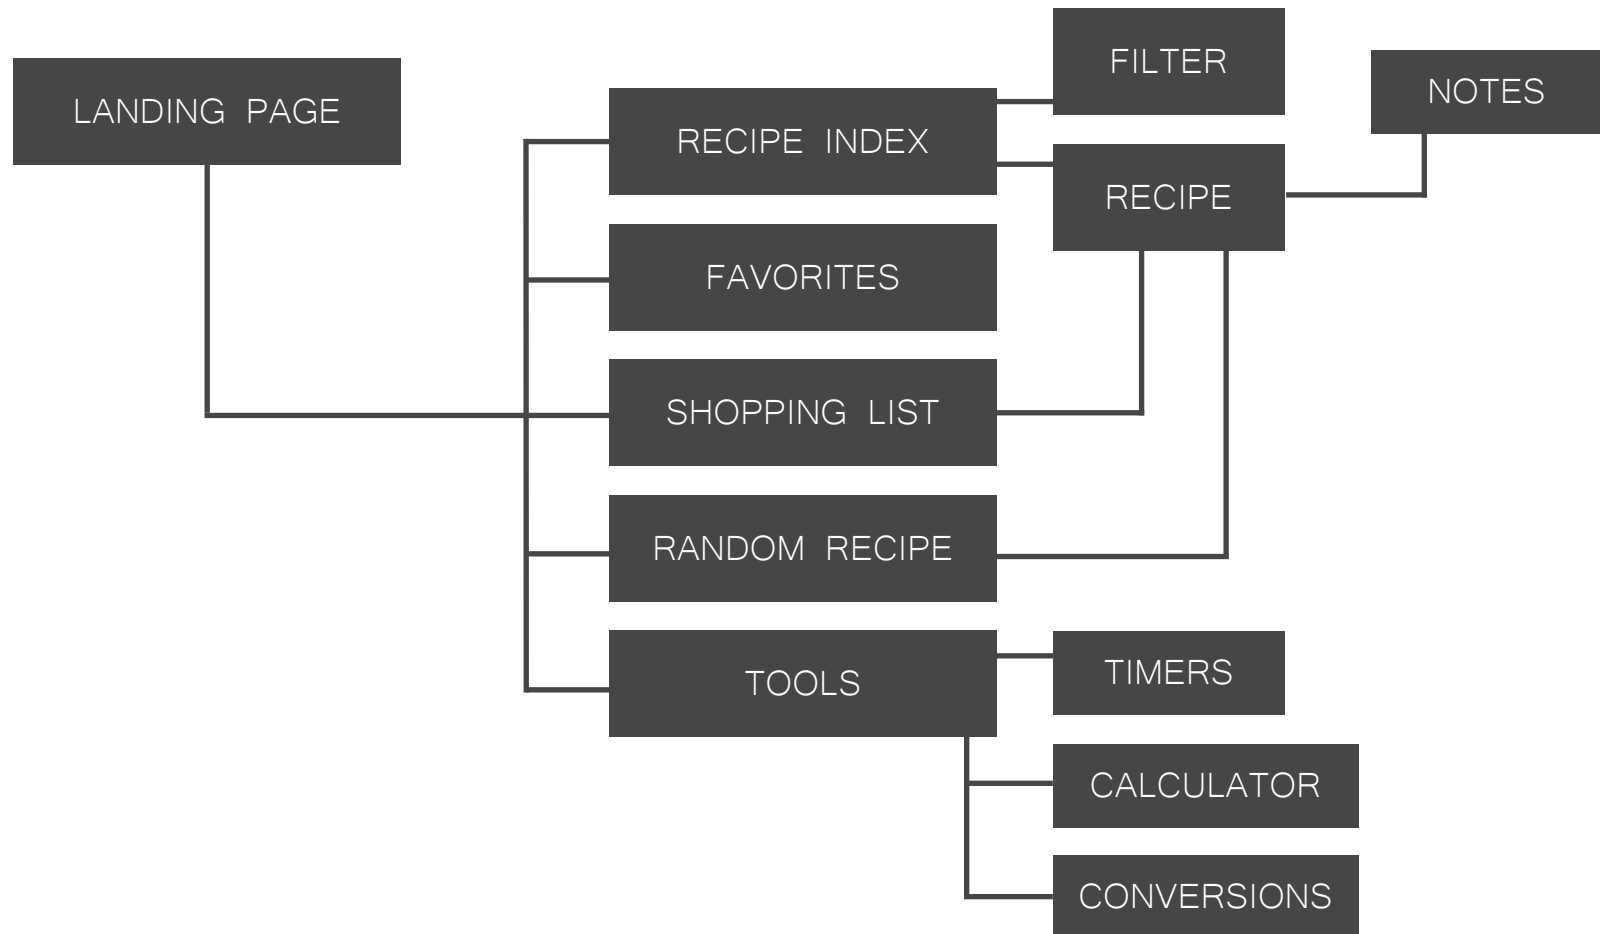 LANDING PAGE
RECIPE INDEX
FILTER
RECIPE
NOTES
FAVORITES
SHOPPING LIST
RANDOM RECIPE
TOOLS
TIMERS
CALCULATOR
CONVERSIONS